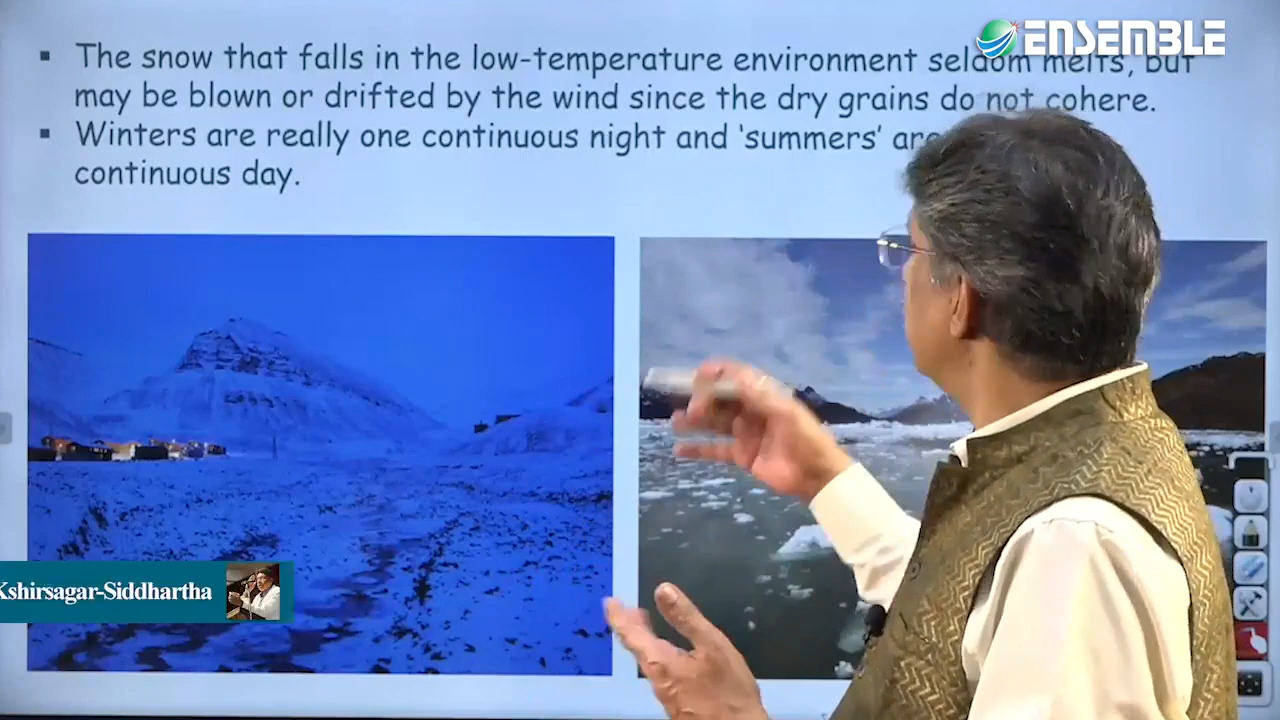 ENSEMBLE
The snow that falls in the low-temperature environment seldom melts, but
may be blown or drifted by the wind since the dry grains do not cohere.
Winters are really one continuous night and ‘summers’ are
continuous day.
Kshirsagar-Siddhartha